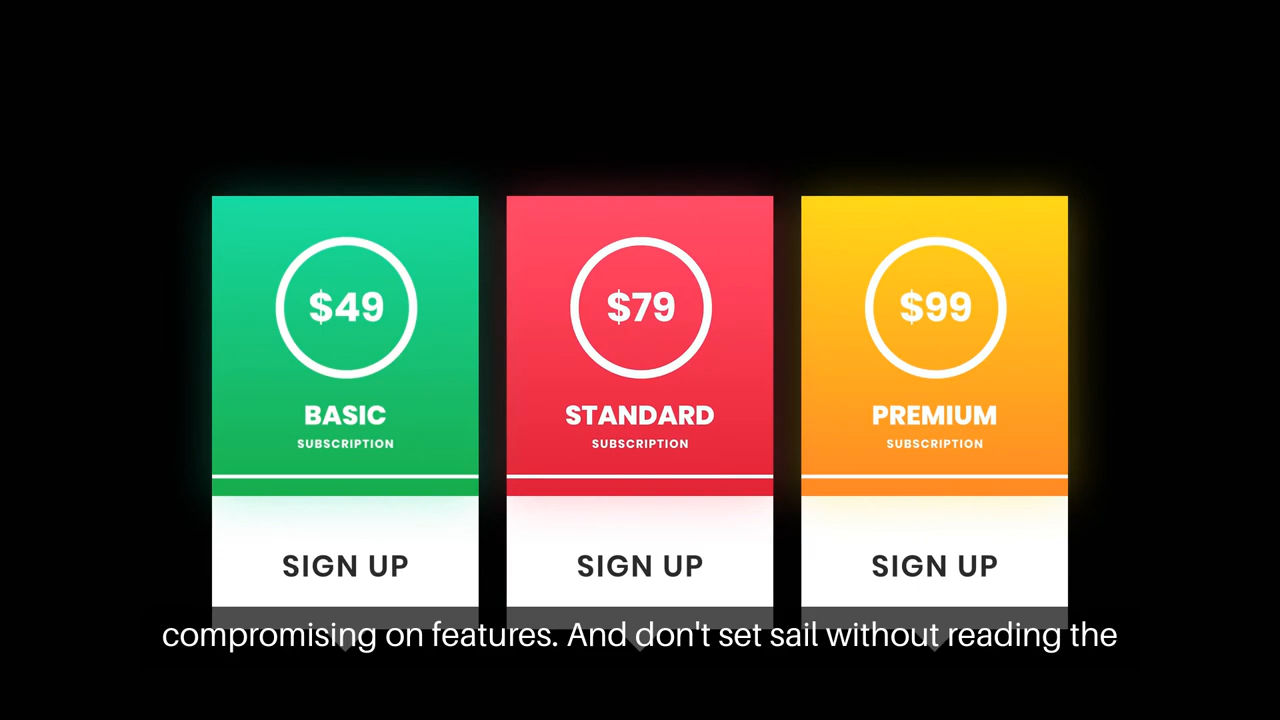 $49 $79 $99
BASIC STANDARD PREMIUM
SUBSCRIPTION SUBSCRIPTION SUBSCRIPTION
SIGN UP SIGN UP SIGN UP
compromising on features. And don't set sail without reading the